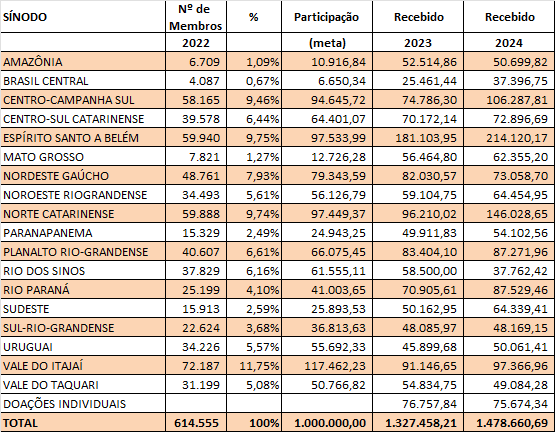 SÍNODO Nº de Membros % Participação Recebido Recebido
2022 (meta) 2023 2024
AMAZÔNIA 6.709 1,09% 10.916,84 52.514,86 50.699,82
BRASIL CENTRAL 4.087 0,67% 6.650,34 25.461,44 37.396,75
CENTRO-CAMPANHA SUL 58.165 9,46% 94.645,72 74.786,30 106.287,81
CENTRO-SUL CATARINENSE 39.578 6,44% 64.401,07 70.172,14 72.896,69
ESPÍRITO SANTO A BELÉM 59.940 9,75% 97.533,99 181.103,95 214.120,17
MATO GROSSO 7.821 1,27% 12.726,28 56.464,80 62.355,20
NORDESTE GAÚCHO 48.761 7,93% 79.343,59 82.030,57 73.058,70
NOROESTE RIOGRANDENSE 34.493 5,61% 56.126,79 59.104,75 64.454,95
NORTE CATARINENSE 59.888 9,74% 97.449,37 96.210,02 146.028,65
PARANAPANEMA 15.329 2,49% 24.943,25 49.911,83 54.102,56
PLANALTO RIO-GRANDENSE 40.607 6,61% 66.075,45 83.404,10 87.271,96
RIO DOS SINOS 37.829 6,16% 61.555,11 58.500,00 37.762,42
RIO PARANÁ 25.199 4,10% 41.003,65 70.905,61 87.529,46
SUDESTE 15.913 2,59% 25.893,53 50.162,95 64.339,41
SUL-RIO-GRANDENSE 22.624 3,68% 36.813,63 48.085,97 48.169,15
URUGUAI 34.226 5,57% 55.692,33 45.899,68 50.061,41
VALE DO ITAJAÍ 72.187 11,75% 117.462,23 91.146,65 97.366,96
VALE DO TAQUARI 31.199 5,08% 50.766,82 54.834,75 49.084,28
DOAÇÕES INDIVIDUAIS 76.757,84 75.674,34
TOTAL 614.555 100% 1.000.000,00 1.327.458,21 1.478.660,69